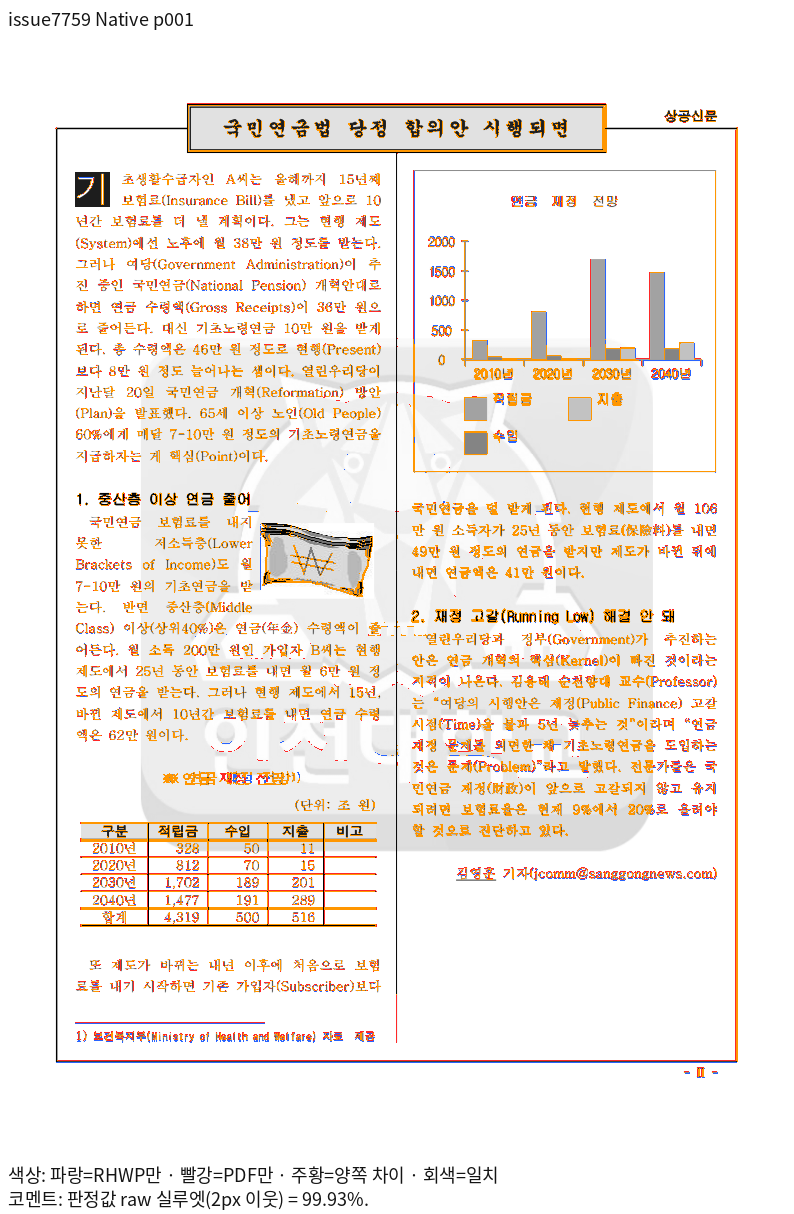 issue7759 Native p001
상공신문
국민연금법 당정 합의안 시행되면
기초생활수급자인 A씨는 올해까지 15년째
보험료(Insurance Bill)를 냈고 앞으로 10
년간 보험료를 더 낼 계획이다. 그는 현행 제도
(System)에선 노후에 월 38만 원 정도를 받는다.
그러나 여당(Government Administration)이 추
진 중인 국민연금(National Pension) 개혁안대로
하면 연금 수령액(Gross Receipts)이 36만 원으
로 줄어든다. 대신 기초노령연금 10만 원을 받게
된다. 총 수령액은 46만 원 정도로 현행(Present)
보다 8만 원 정도 늘어나는 셈이다. 열린우리당이
지난달 20일 국민연금 개혁(Reformation) 방안
(Plan)을 발표했다. 65세 이상 노인(Old People)
60%에게 매달 7-10만 원 정도의 기초노령연금을
지급하자는 게 핵심(Point)이다.
1. 중산층 이상 연금 줄어
국민연금 보험료를 내지
못한 저소득층(Lower
Brackets of Income)도 월
7-10만 원의 기초연금을 받
는다. 반면 중산층(Middle
Class) 이상(상위40%)은 연금(年金) 수령액이 줄
어든다. 월 소득 200만 원인 가입자 B씨는 현행
제도에서 25년 동안 보험료를 내면 월 6만 원 정
도의 연금을 받는다. 그러나 현행 제도에서 15년,
바뀐 제도에서 10년간 보험료를 내면 연금 수령
액은 62만 원이다.
※ 연금 재정 전망1)
(단위: 조 원)
구분 적립금 수입 지출 비고
2010년 328 50 11
2020년 812 70 15
2030년 1,702 189 201
2040년 1,477 191 289
합계 4,319 500 516
또 제도가 바뀌는 내년 이후에 처음으로 보험
료를 내기 시작하면 기존 가입자(Subscriber)보다
1) 보건복지부(Ministry of Health and Welfare) 자료 제공
연금 재정 전망
2000
1500
1000
500
0
2010년 2020년 2030년 2040년
적립금 지출
수입
국민연금을 덜 받게 된다. 현행 제도에서 월 106
만 원 소득자가 25년 동안 보험료(保險料)를 내면
49만 원 정도의 연금을 받지만 제도가 바뀐 뒤에
내면 연금액은 41만 원이다.
2. 재정 고갈(Running Low) 해결 안 돼
열린우리당과 정부(Government)가 추진하는
안은 연금 개혁의 핵심(Kernel)이 빠진 것이라는
지적이 나온다. 김용태 순천향대 교수(Professor)
는 "여당의 시행안은 재정(Public Finance) 고갈
시점(Time)을 불과 5년 늦추는 것"이라며 "연금
재정 문제를 외면한 채 기초노령연금을 도입하는
것은 문제(Problem)"라고 말했다. 전문가들은 국
민연금 재정(財政)이 앞으로 고갈되지 않고 유지
되려면 보험료율은 현재 9%에서 20%로 올려야
할 것으로 진단하고 있다.
김영훈 기자(jcomm@sanggongnews.com)
- II -
색상: 파랑=RHWP만 · 빨강=PDF만 · 주황=양쪽 차이 · 회색=일치
코멘트: 판정값 raw 실루엣(2px 이웃) = 99.93%.